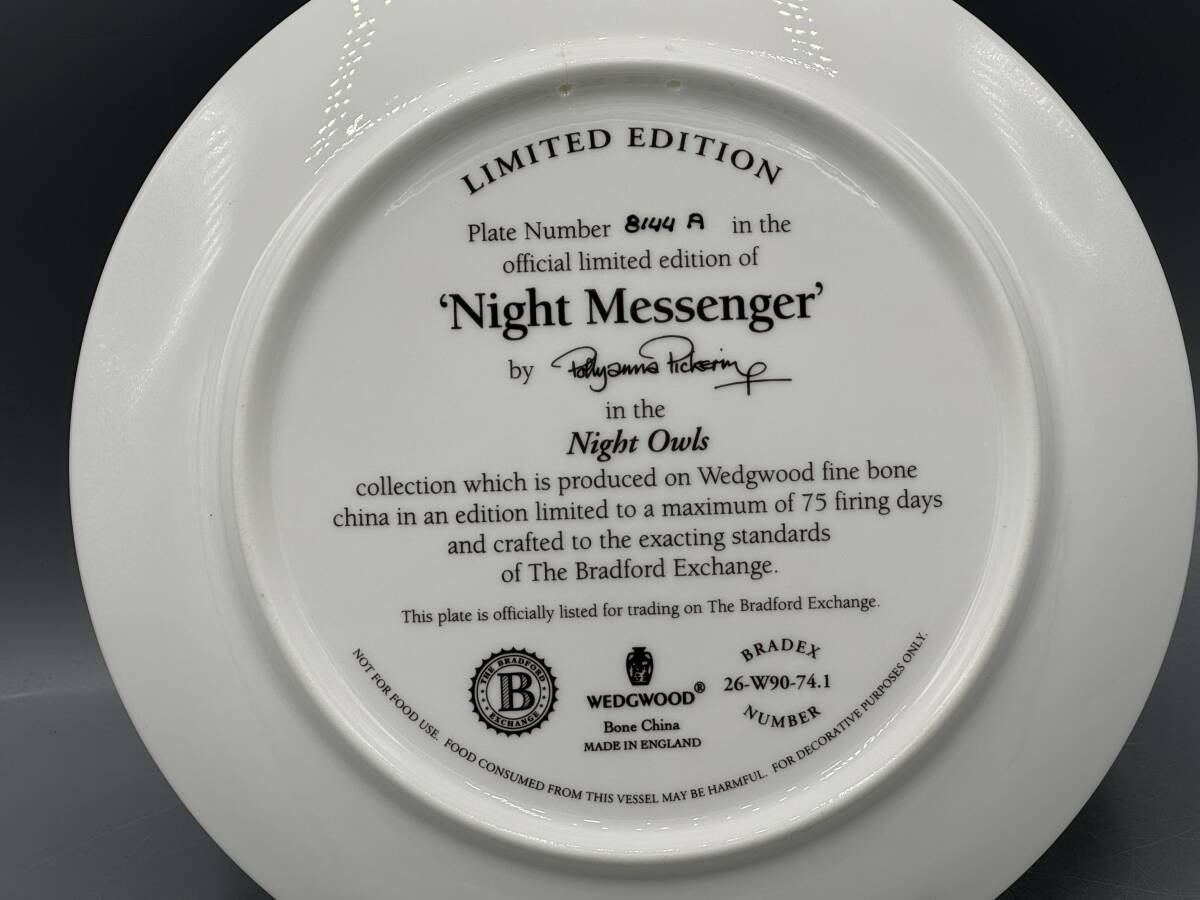 LIMITED EDITION
Plate Number 8144 A in the
official limited edition of
‘Night Messenger’
by Pollyanna Pickering
in the
Night Owls
collection which is produced on Wedgwood fine bone
china in an edition limited to a maximum of 75 firing days
and crafted to the exacting standards
of The Bradford Exchange.
This plate is officially listed for trading on The Bradford Exchange.
THE BRADFORD
B
EXCHANGE
WEDGWOOD®
Bone China
MADE IN ENGLAND
BRADEX
26-W90-74.1
NUMBER
NOT FOR FOOD USE. FOOD CONSUMED FROM THIS VESSEL MAY BE HARMFUL. FOR DECORATIVE PURPOSES ONLY.